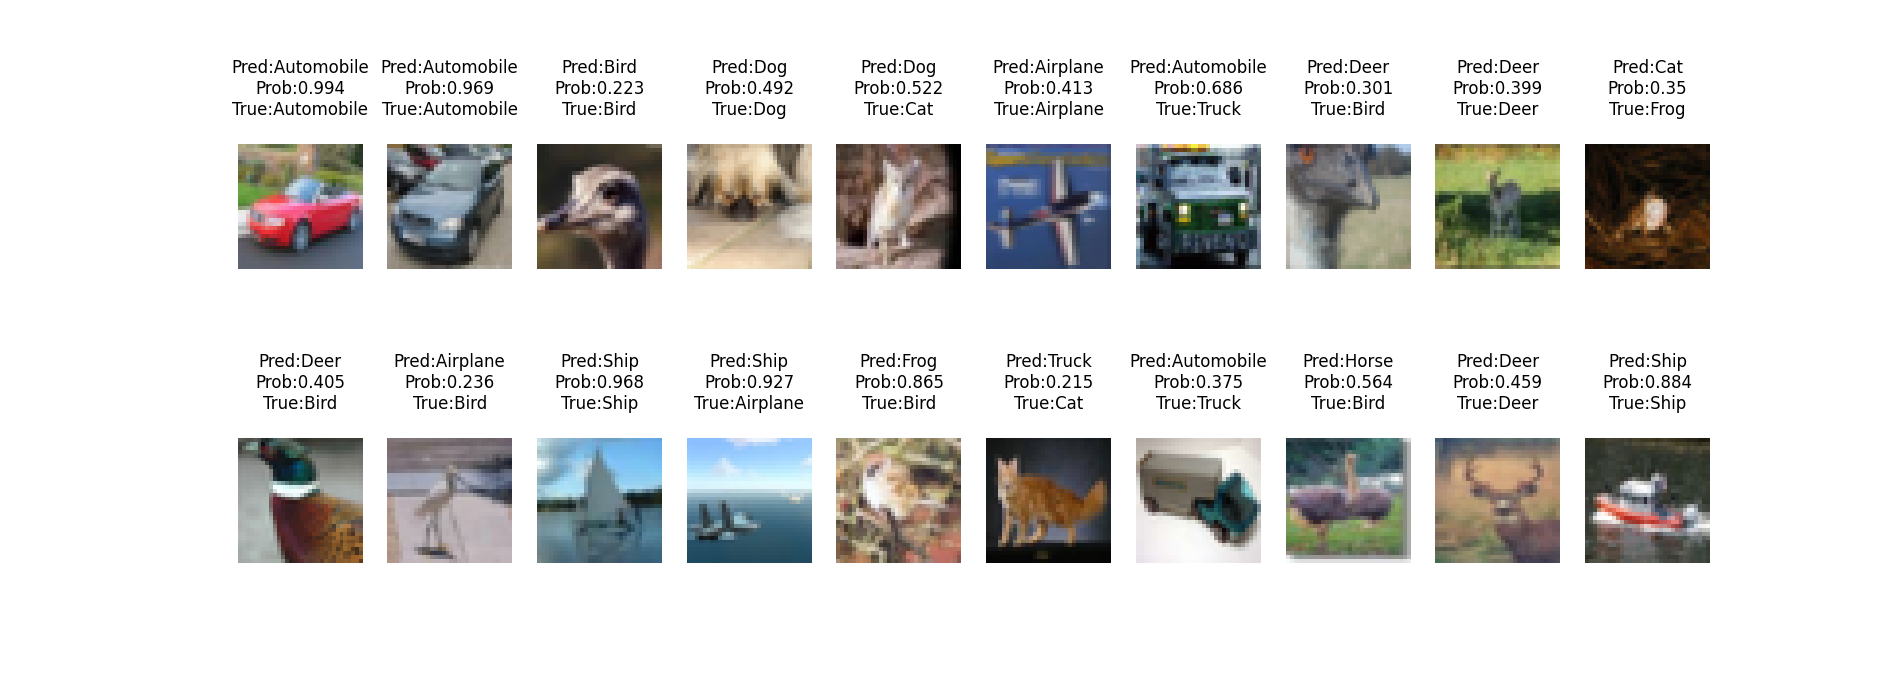 Pred:Automobile
Prob:0.994
True:Automobile
Pred:Automobile
Prob:0.969
True:Automobile
Pred:Bird
Prob:0.223
True:Bird
Pred:Dog
Prob:0.492
True:Dog
Pred:Dog
Prob:0.522
True:Cat
Pred:Airplane
Prob:0.413
True:Airplane
Pred:Automobile
Prob:0.686
True:Truck
Pred:Deer
Prob:0.301
True:Bird
Pred:Deer
Prob:0.399
True:Deer
Pred:Cat
Prob:0.35
True:Frog
Pred:Deer
Prob:0.405
True:Bird
Pred:Airplane
Prob:0.236
True:Bird
Pred:Ship
Prob:0.968
True:Ship
Pred:Ship
Prob:0.927
True:Airplane
Pred:Frog
Prob:0.865
True:Bird
Pred:Truck
Prob:0.215
True:Cat
Pred:Automobile
Prob:0.375
True:Truck
Pred:Horse
Prob:0.564
True:Bird
Pred:Deer
Prob:0.459
True:Deer
Pred:Ship
Prob:0.884
True:Ship